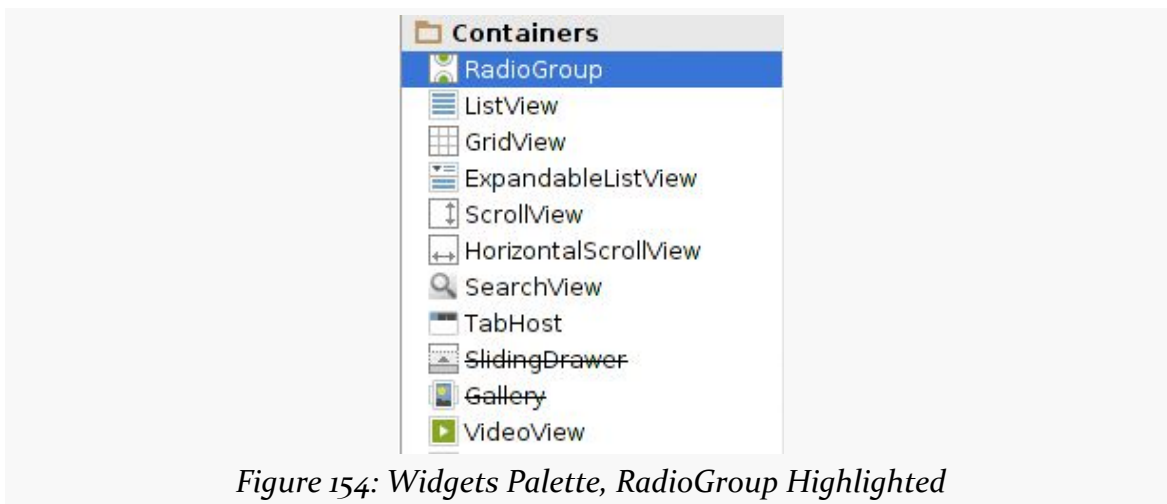 Containers
RadioGroup
ListView
GridView
ExpandableListView
ScrollView
HorizontalScrollView
SearchView
TabHost
SlidingDrawer
Gallery
VideoView
Figure 154: Widgets Palette, RadioGroup Highlighted